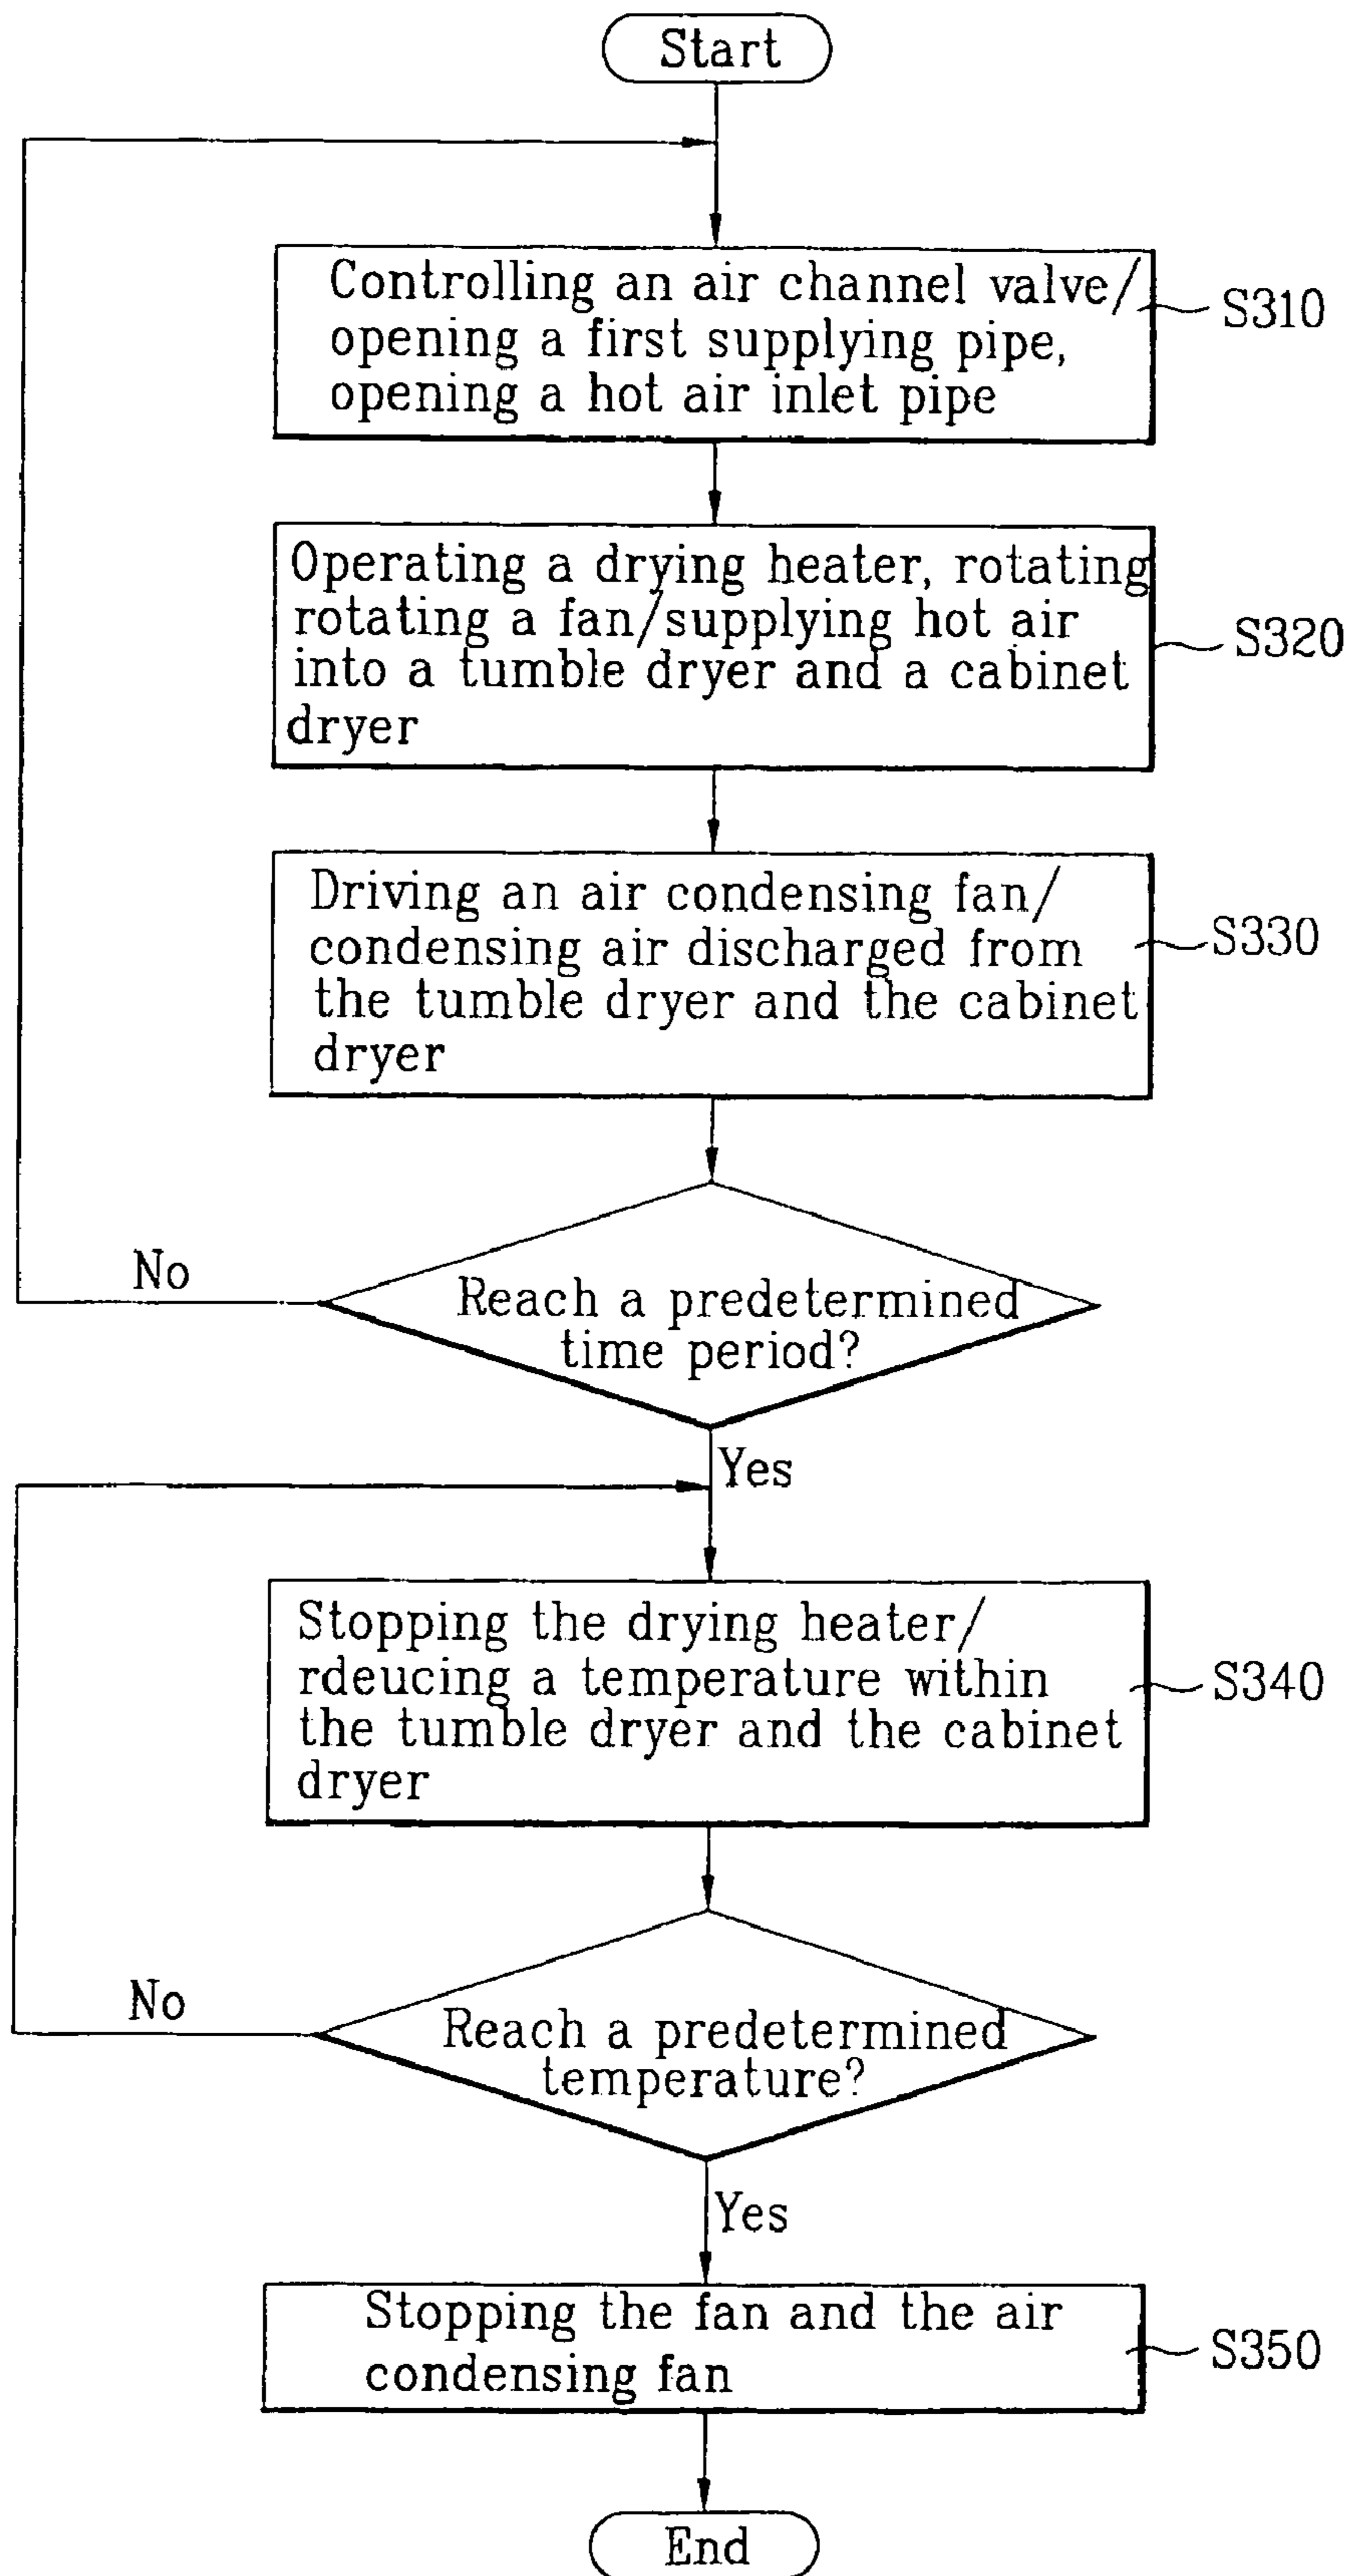 Start
Controlling an air channel valve/
opening a first supplying pipe,
opening a hot air inlet pipe
S310
Operating a drying heater, rotating
rotating a fan/supplying hot air
into a tumble dryer and a cabinet
dryer
S320
Driving an air condensing fan/
condensing air discharged from
the tumble dryer and the cabinet
dryer
S330
No
Reach a predetermined
time period?
Yes
Stopping the drying heater/
rdeucing a temperature within
the tumble dryer and the cabinet
dryer
S340
No
Reach a predetermined
temperature?
Yes
Stopping the fan and the air
condensing fan
S350
End